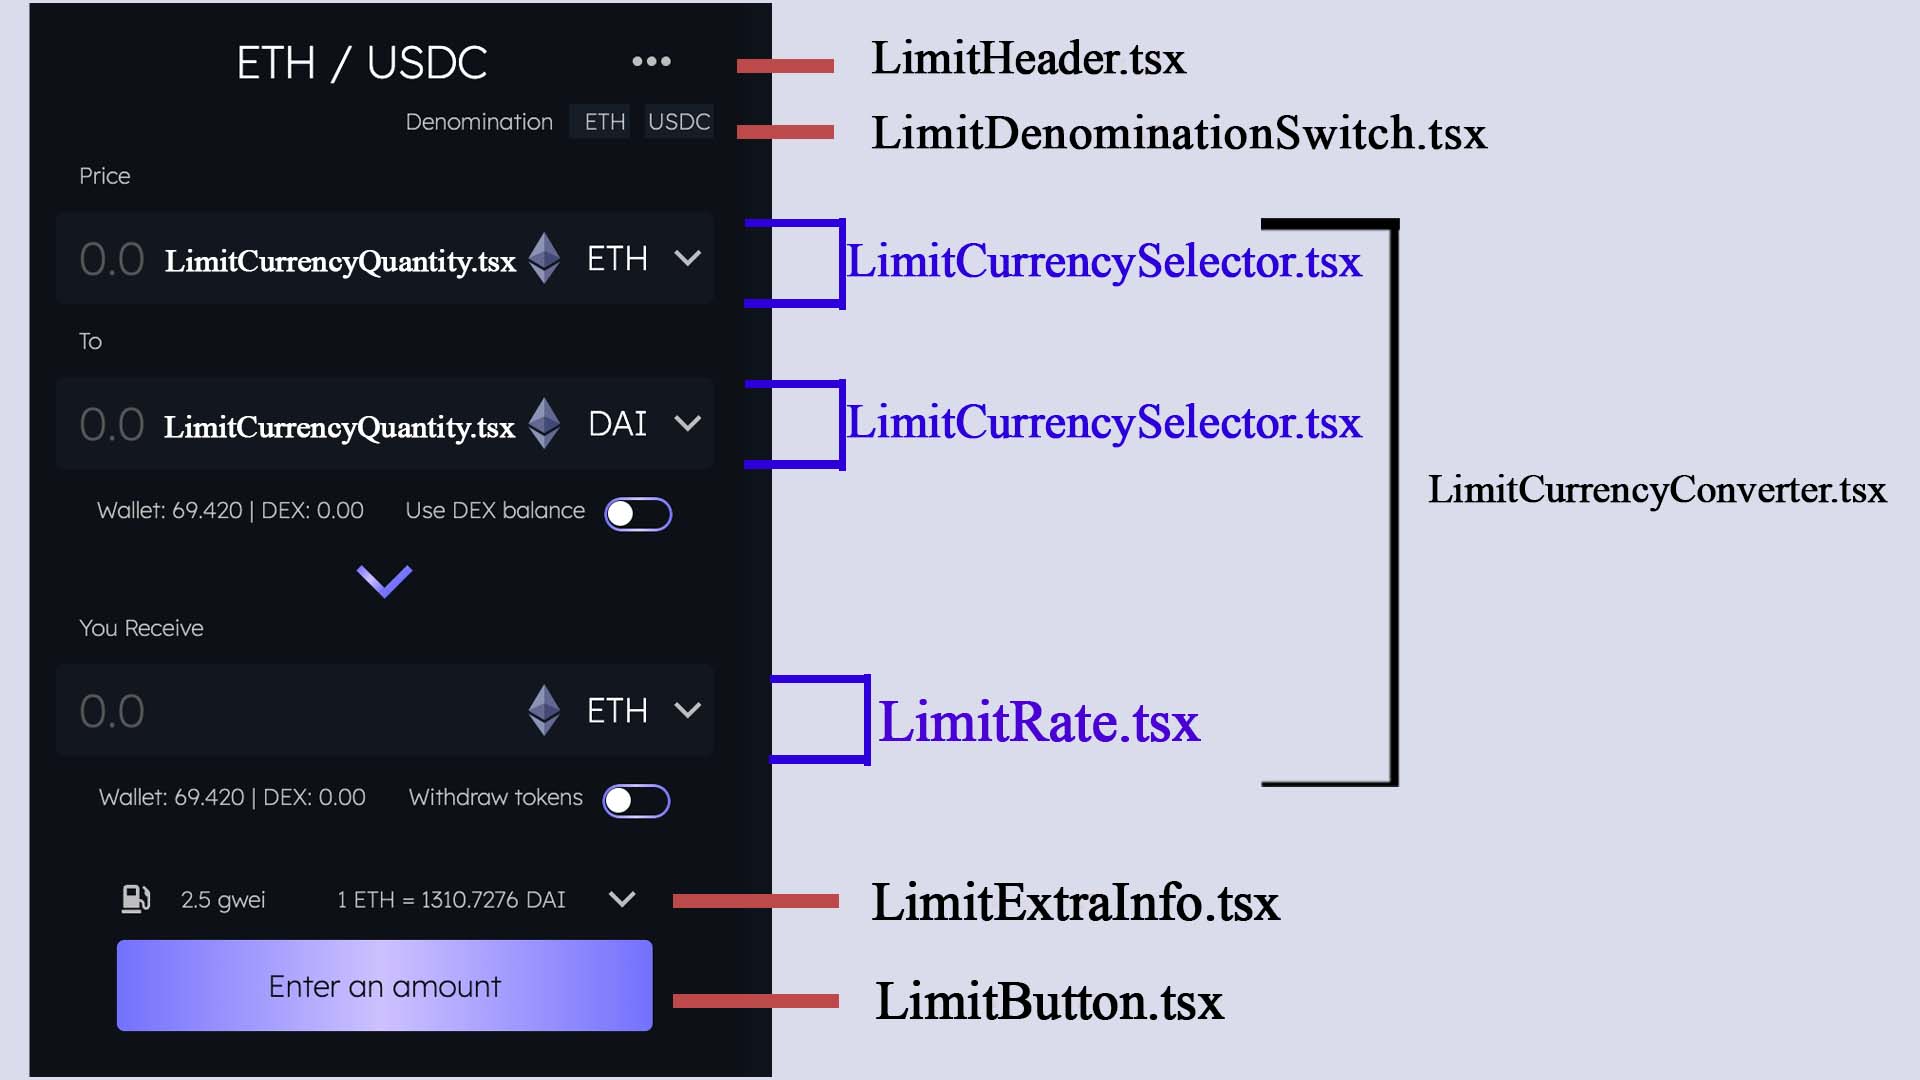 ETH / USDC ••• LimitHeader.tsx
Denomination ETH USDC LimitDenominationSwitch.tsx
Price
0.0 LimitCurrencyQuantity.tsx ETH LimitCurrencySelector.tsx
To
0.0 LimitCurrencyQuantity.tsx DAI LimitCurrencySelector.tsx
LimitCurrencyConverter.tsx
Wallet: 69.420 | DEX: 0.00 Use DEX balance
You Receive
0.0 ETH LimitRate.tsx
Wallet: 69.420 | DEX: 0.00 Withdraw tokens
2.5 gwei 1 ETH = 1310.7276 DAI LimitExtraInfo.tsx
Enter an amount LimitButton.tsx